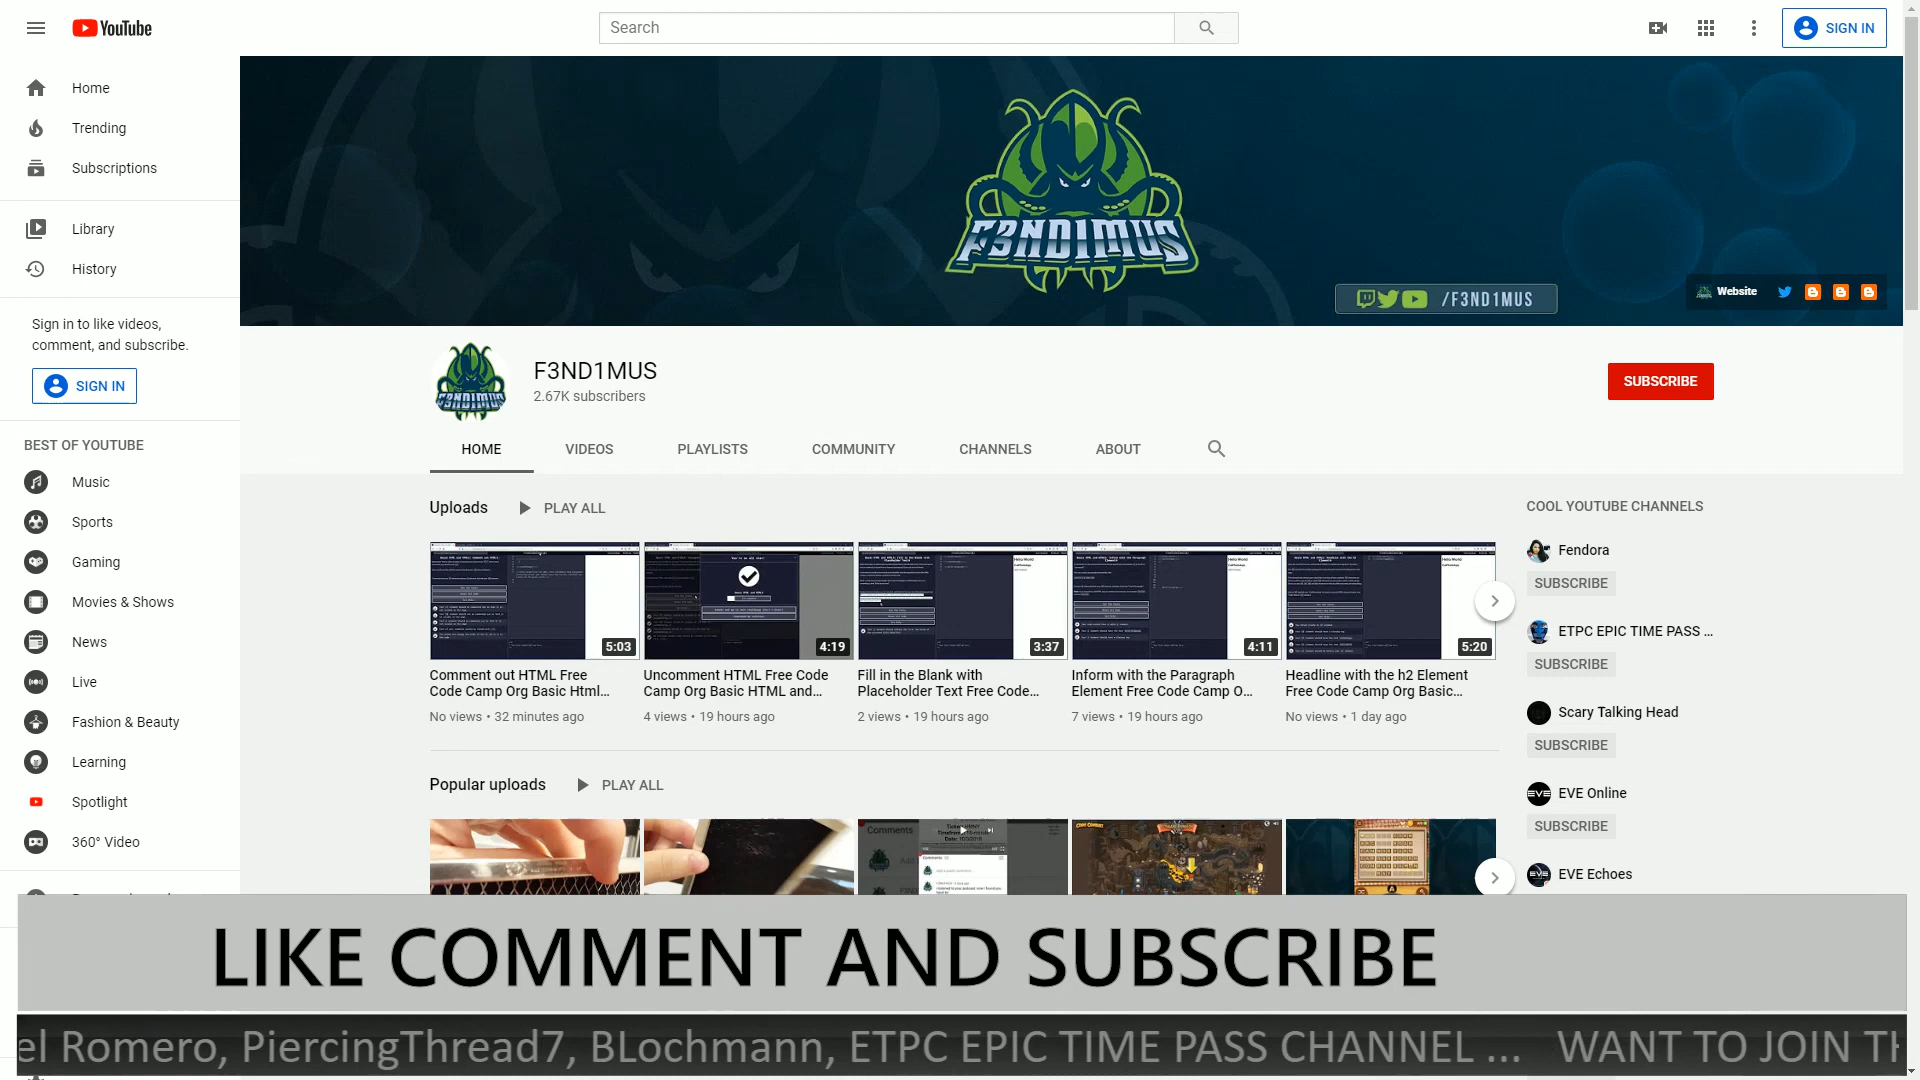 YouTube
Search
SIGN IN
Home
Trending
Subscriptions
Library
History
Sign in to like videos,
comment, and subscribe.
SIGN IN
BEST OF YOUTUBE
Music
Sports
Gaming
Movies & Shows
News
Live
Fashion & Beauty
Learning
Spotlight
360° Video
F3ND1MUS
/F3ND1MUS
Website
F3ND1MUS
2.67K subscribers
SUBSCRIBE
HOME
VIDEOS
PLAYLISTS
COMMUNITY
CHANNELS
ABOUT
Uploads
PLAY ALL
5:03
Comment out HTML Free
Code Camp Org Basic Html...
No views • 32 minutes ago
4:19
Uncomment HTML Free Code
Camp Org Basic HTML and...
4 views • 19 hours ago
3:37
Fill in the Blank with
Placeholder Text Free Code...
2 views • 19 hours ago
4:11
Inform with the Paragraph
Element Free Code Camp O...
7 views • 19 hours ago
5:20
Headline with the h2 Element
Free Code Camp Org Basic...
No views • 1 day ago
Popular uploads
PLAY ALL
Comments
COOL YOUTUBE CHANNELS
Fendora
SUBSCRIBE
ETPC EPIC TIME PASS ...
SUBSCRIBE
Scary Talking Head
SUBSCRIBE
EVE Online
SUBSCRIBE
EVE Echoes
LIKE COMMENT AND SUBSCRIBE
el Romero, PiercingThread7, BLochmann, ETPC EPIC TIME PASS CHANNEL ... WANT TO JOIN TH